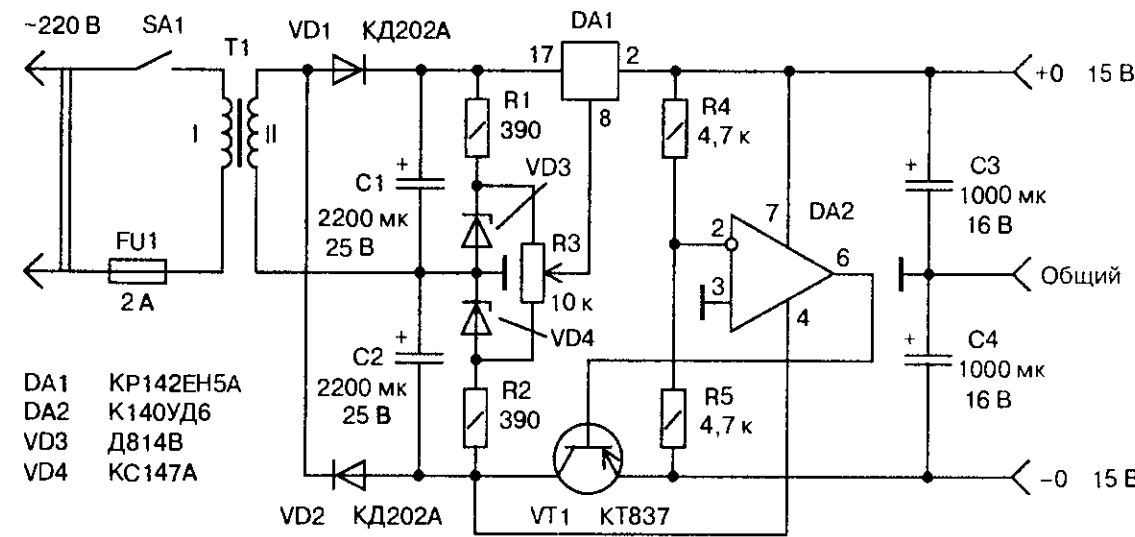 ~220 В
SA1
T1
VD1 КД202А
DA1
17
2
8
+0 15 В
R1
390
VD3
R4
4,7 к
I
II
C1
2200 мк
25 В
+
R3
10 к
7
DA2
2
6
3
4
C3
1000 мк
16 В
+
Общий
FU1
2 А
VD4
C2
2200 мк
25 В
+
R2
390
R5
4,7 к
C4
1000 мк
16 В
+
DA1 КР142ЕН5А
DA2 К140УД6
VD3 Д814В
VD4 КС147А
VD2 КД202А
VT1 КТ837
−0 15 В